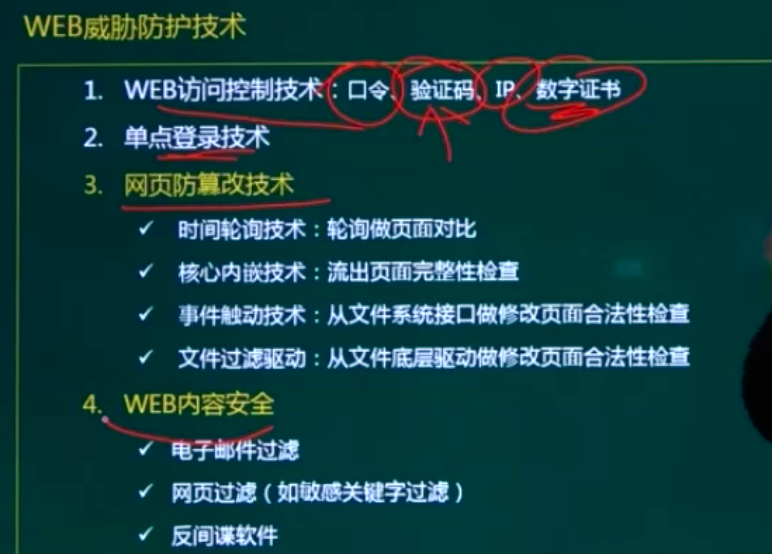 WEB威胁防护技术
1. WEB访问控制技术：口令、验证码、IP、数字证书
2. 单点登录技术
3. 网页防篡改技术
✓ 时间轮询技术：轮询做页面对比
✓ 核心内嵌技术：流出页面完整性检查
✓ 事件触动技术：从文件系统接口做修改页面合法性检查
✓ 文件过滤驱动：从文件底层驱动做修改页面合法性检查
4. WEB内容安全
✓ 电子邮件过滤
✓ 网页过滤（如敏感关键字过滤）
✓ 反间谍软件